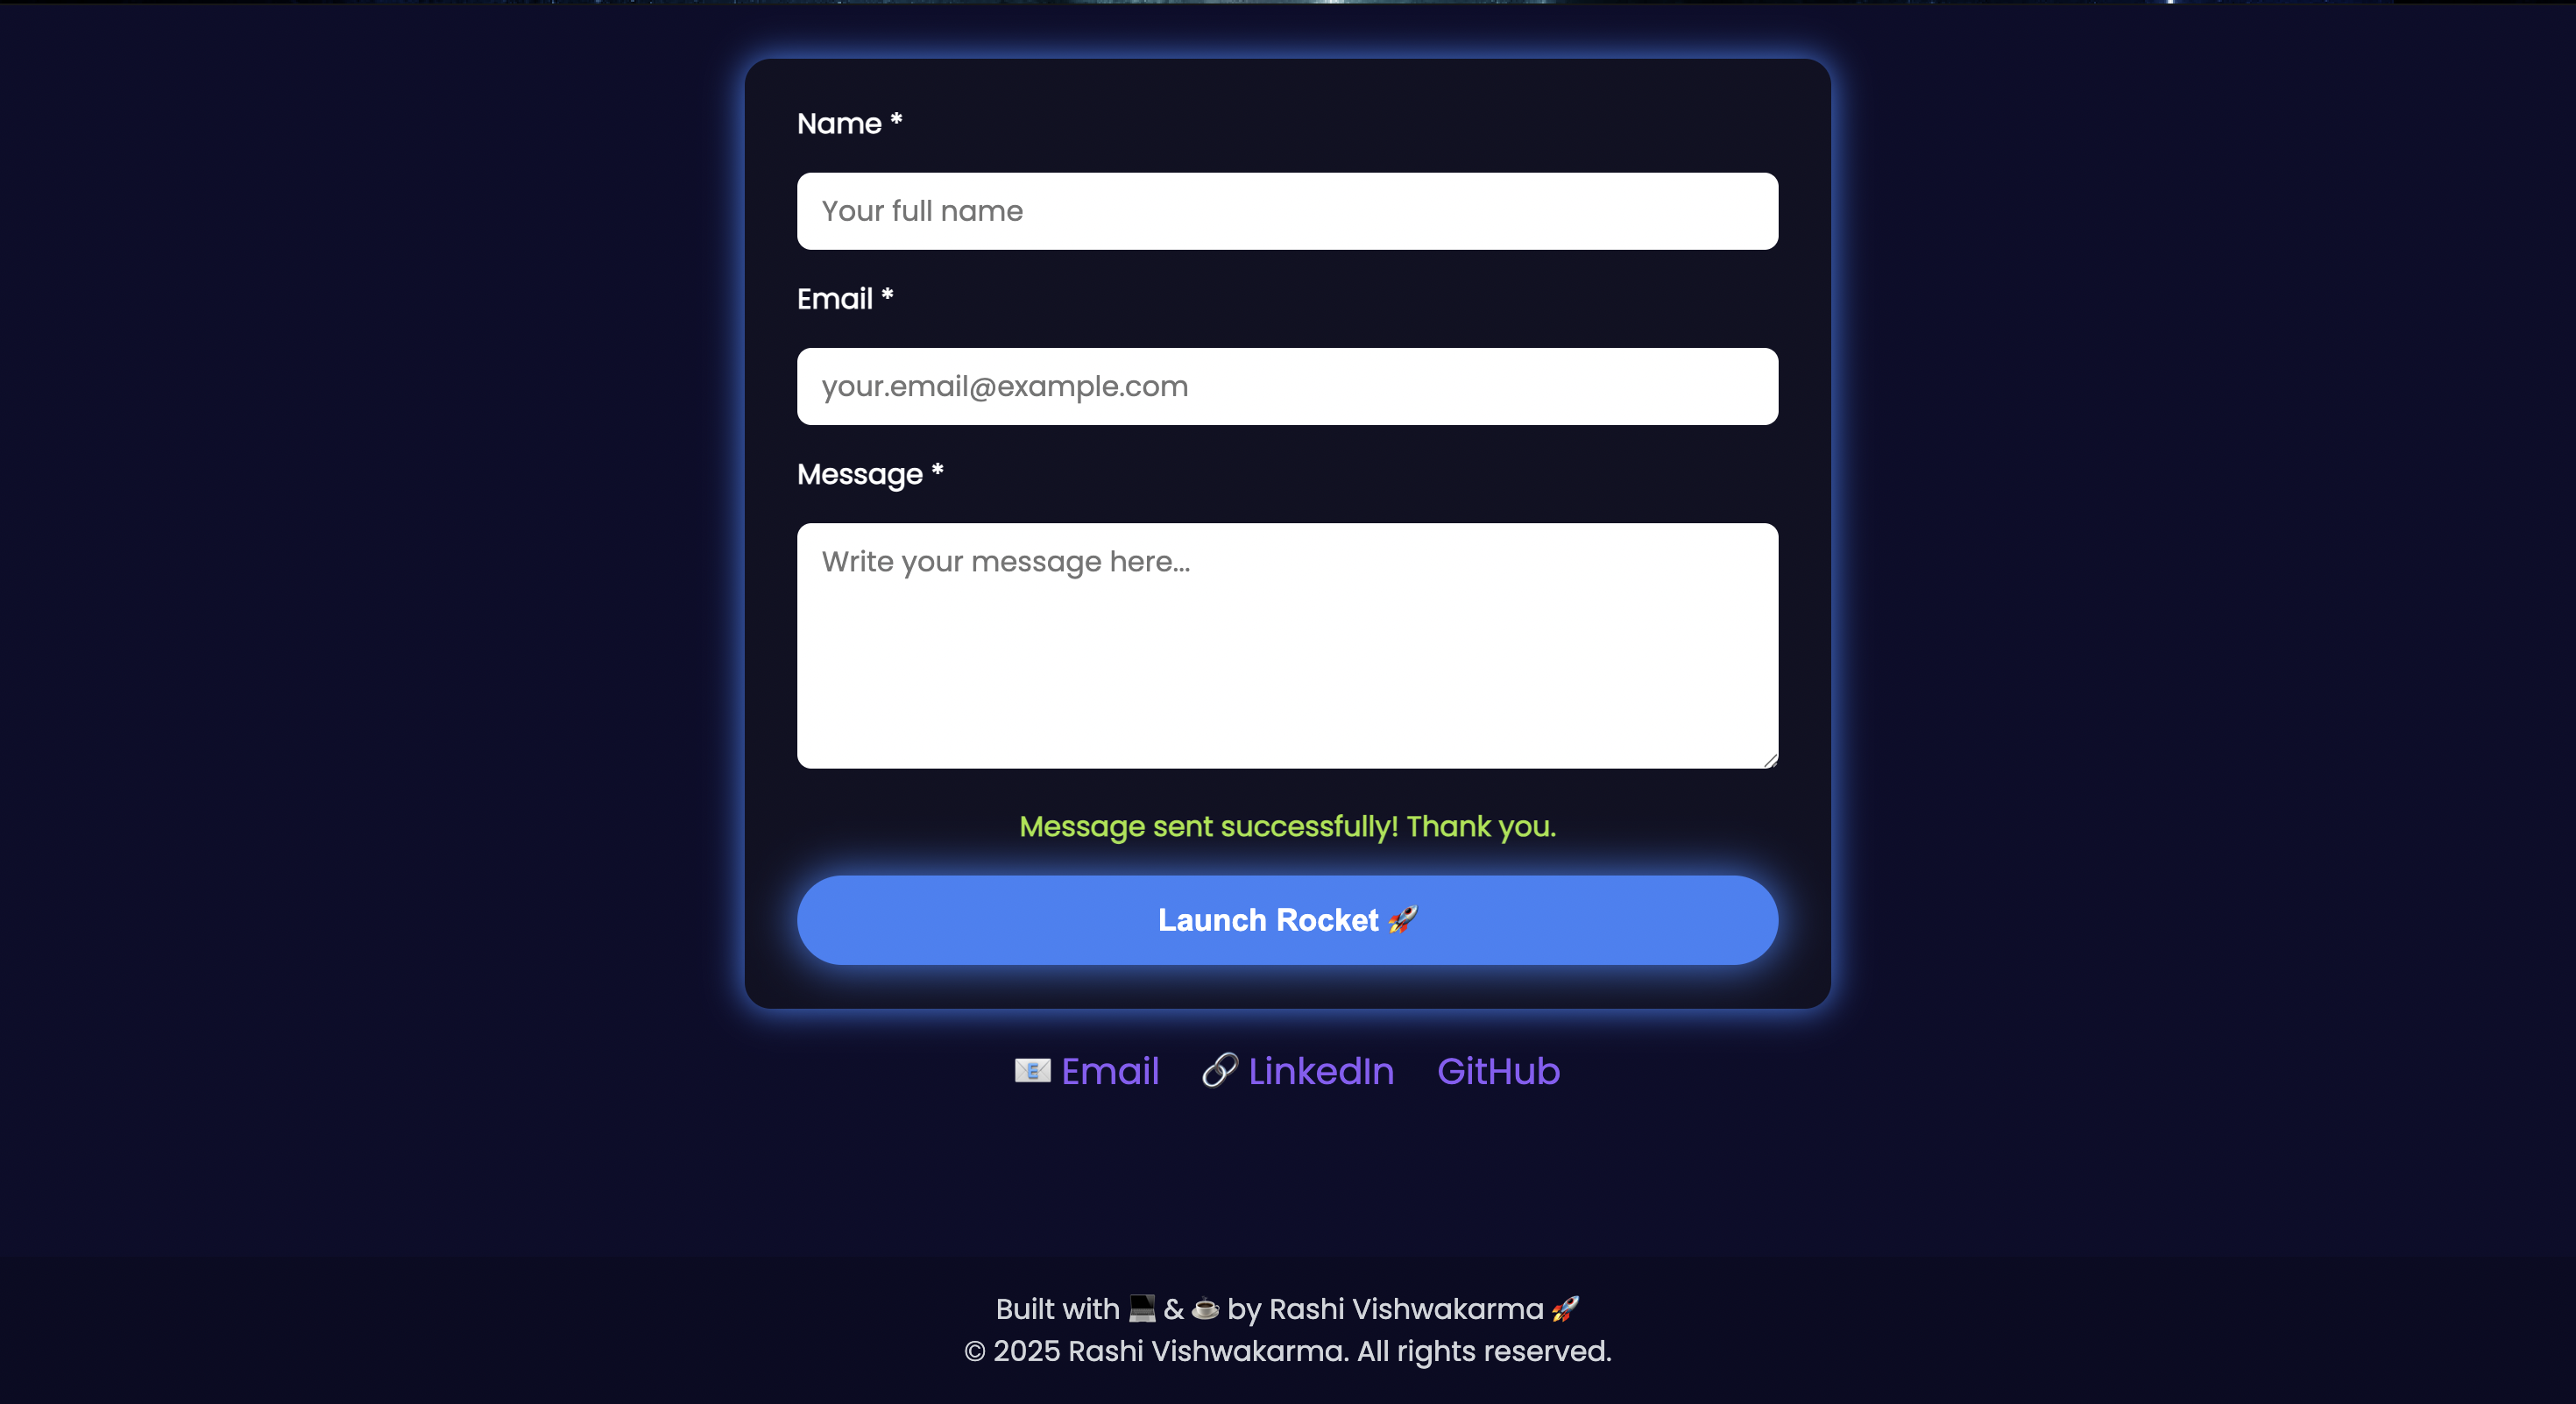 Name *
Your full name
Email *
your.email@example.com
Message *
Write your message here...
Message sent successfully! Thank you.
Launch Rocket 🚀
📧 Email 🔗 LinkedIn GitHub
Built with 💻 & ☕ by Rashi Vishwakarma 🚀
© 2025 Rashi Vishwakarma. All rights reserved.